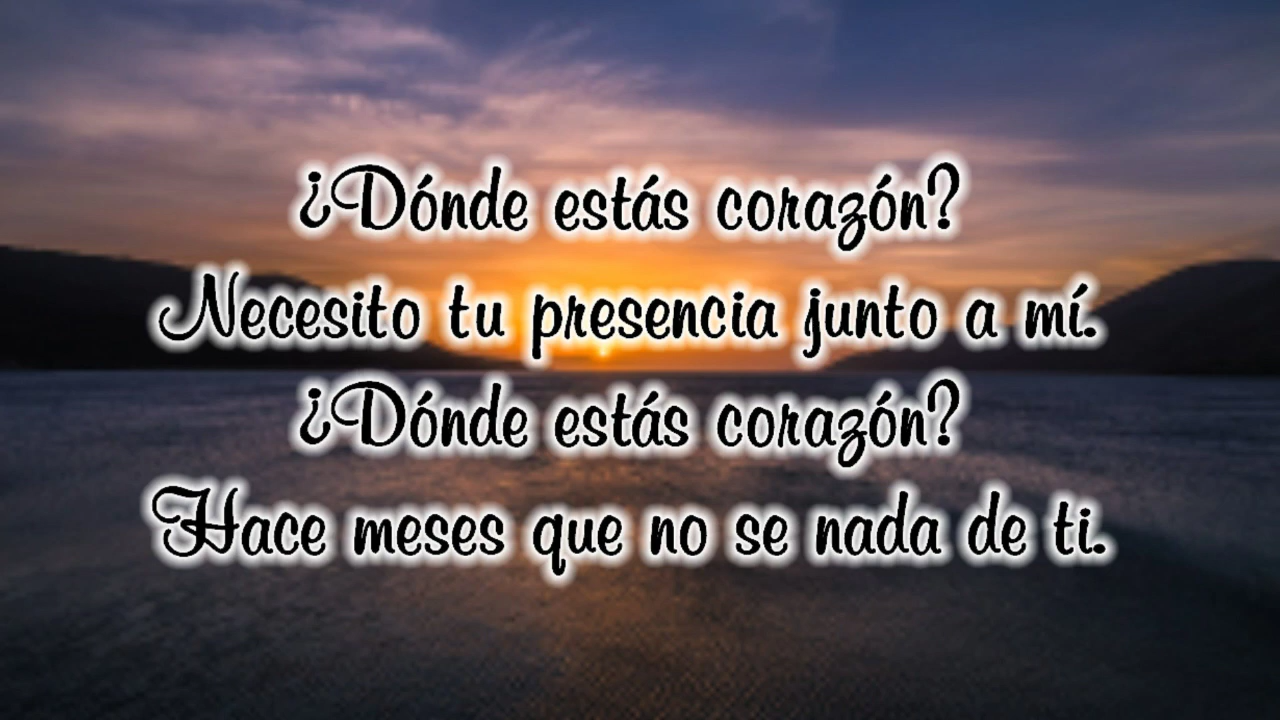 ¿Dónde estás corazón?
Necesito tu presencia junto a mí.
¿Dónde estás corazón?
Hace meses que no se nada de ti.